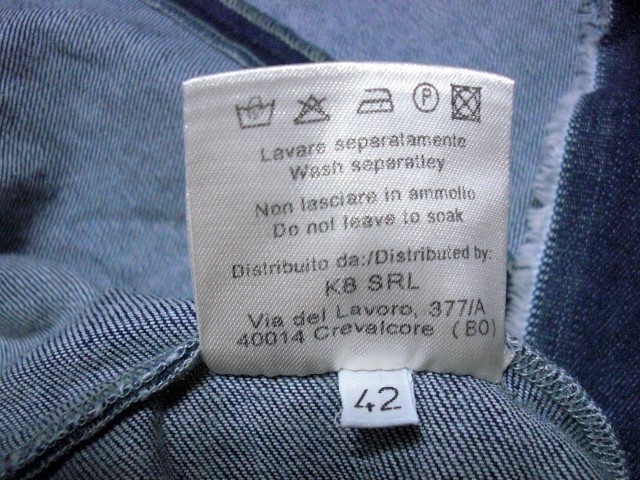 P
Lavare separatamente
Wash separatley
Non lasciare in ammollo
Do not leave to soak
Distribuito da:/Distributed by:
K8 SRL
Via del Lavoro, 377/A
40014 Crevalcore (BO)
42